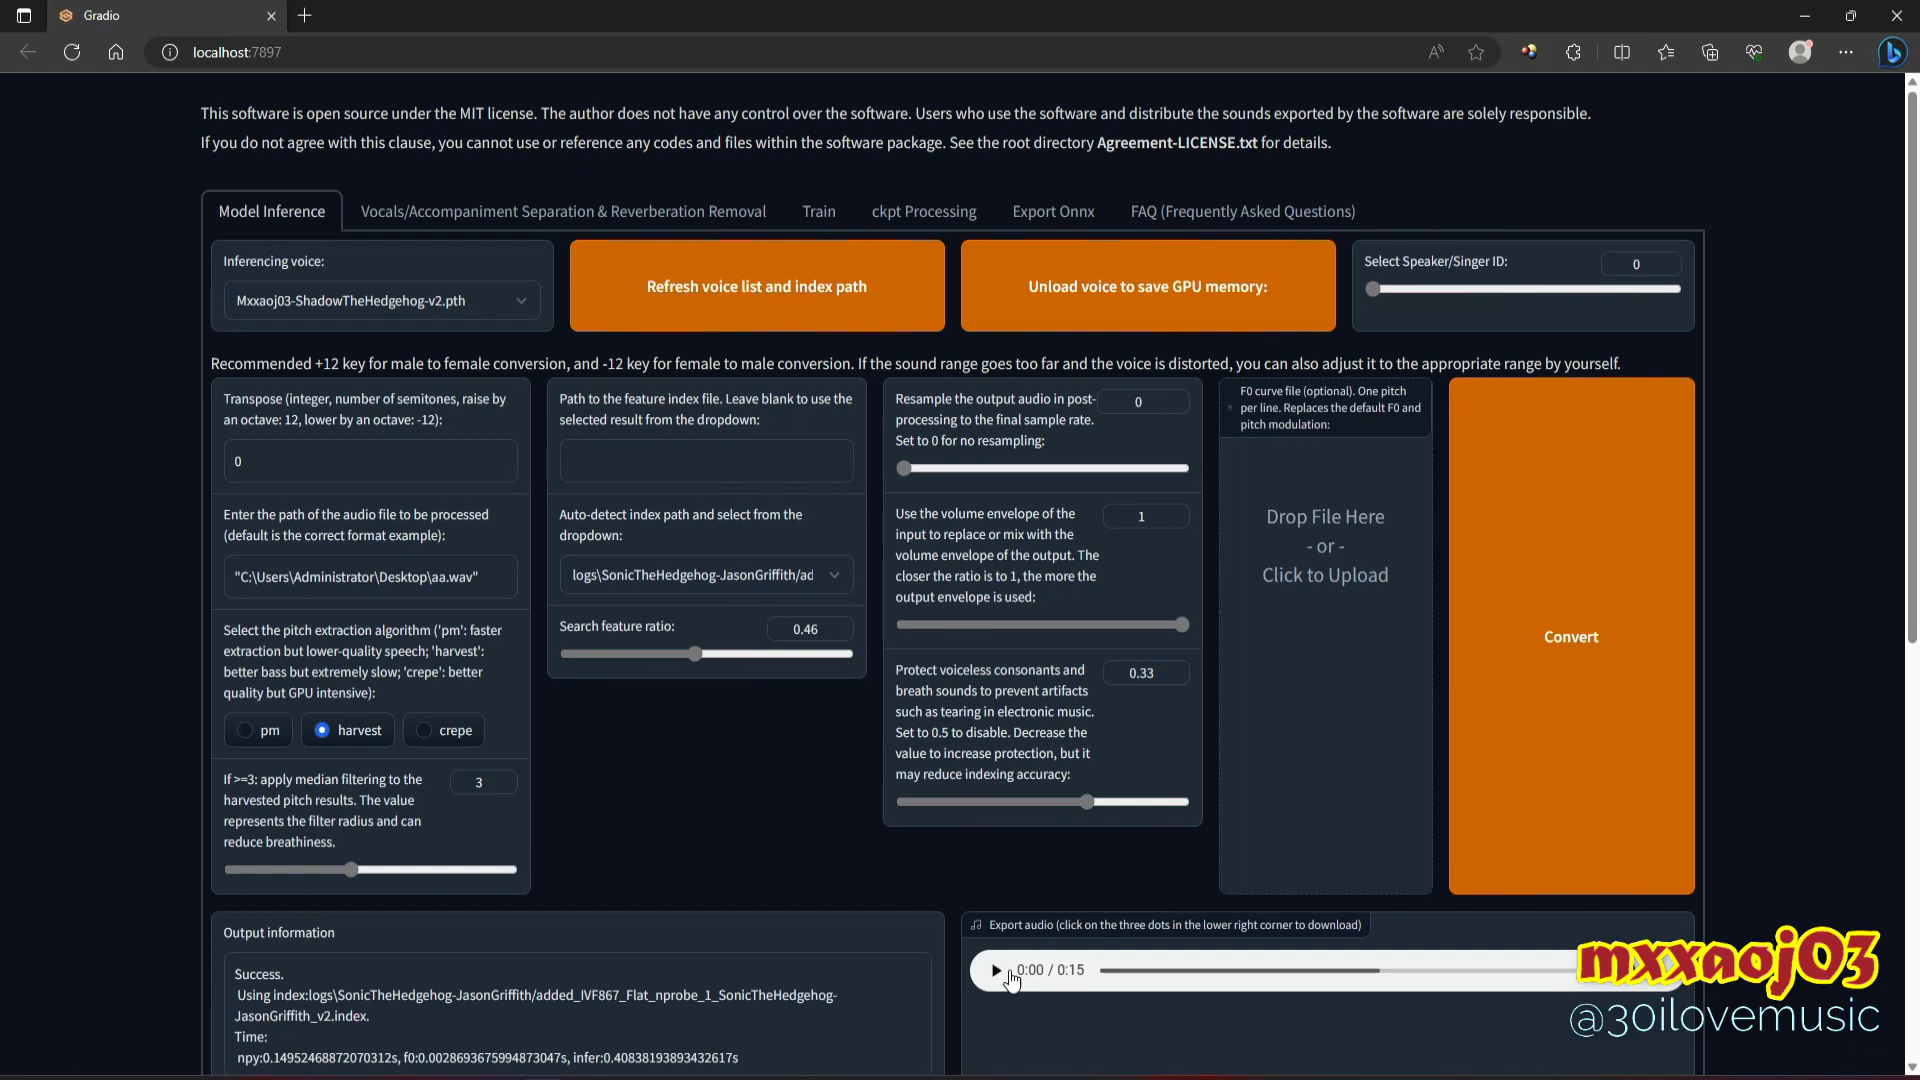 Gradio
localhost:7897
This software is open source under the MIT license. The author does not have any control over the software. Users who use the software and distribute the sounds exported by the software are solely responsible.
If you do not agree with this clause, you cannot use or reference any codes and files within the software package. See the root directory Agreement-LICENSE.txt for details.
Model Inference
Vocals/Accompaniment Separation & Reverberation Removal
Train
ckpt Processing
Export Onnx
FAQ (Frequently Asked Questions)
Inferencing voice:
Mxxaoj03-ShadowTheHedgehog-v2.pth
Refresh voice list and index path
Unload voice to save GPU memory:
Select Speaker/Singer ID:
0
Recommended +12 key for male to female conversion, and -12 key for female to male conversion. If the sound range goes too far and the voice is distorted, you can also adjust it to the appropriate range by yourself.
Transpose (integer, number of semitones, raise by
an octave: 12, lower by an octave: -12):
0
Enter the path of the audio file to be processed
(default is the correct format example):
"C:\Users\Administrator\Desktop\aa.wav"
Select the pitch extraction algorithm ('pm': faster
extraction but lower-quality speech; 'harvest':
better bass but extremely slow; 'crepe': better
quality but GPU intensive):
pm
harvest
crepe
If >=3: apply median filtering to the
harvested pitch results. The value
represents the filter radius and can
reduce breathiness.
3
Path to the feature index file. Leave blank to use the
selected result from the dropdown:
Auto-detect index path and select from the
dropdown:
logs\SonicTheHedgehog-JasonGriffith/ad
Search feature ratio:
0.46
Resample the output audio in post-
processing to the final sample rate.
Set to 0 for no resampling:
0
Use the volume envelope of the
input to replace or mix with the
volume envelope of the output. The
closer the ratio is to 1, the more the
output envelope is used:
1
Protect voiceless consonants and
breath sounds to prevent artifacts
such as tearing in electronic music.
Set to 0.5 to disable. Decrease the
value to increase protection, but it
may reduce indexing accuracy:
0.33
F0 curve file (optional). One pitch
per line. Replaces the default F0 and
pitch modulation:
Drop File Here
- or -
Click to Upload
Convert
Output information
Success.
Using index:logs\SonicTheHedgehog-JasonGriffith/added_IVF867_Flat_nprobe_1_SonicTheHedgehog-
JasonGriffith_v2.index.
Time:
npy:0.14952468872070312s, f0:0.0028693675994873047s, infer:0.40838193893432617s
Export audio (click on the three dots in the lower right corner to download)
0:00 / 0:15
mxxaoj03
@30ilovemusic